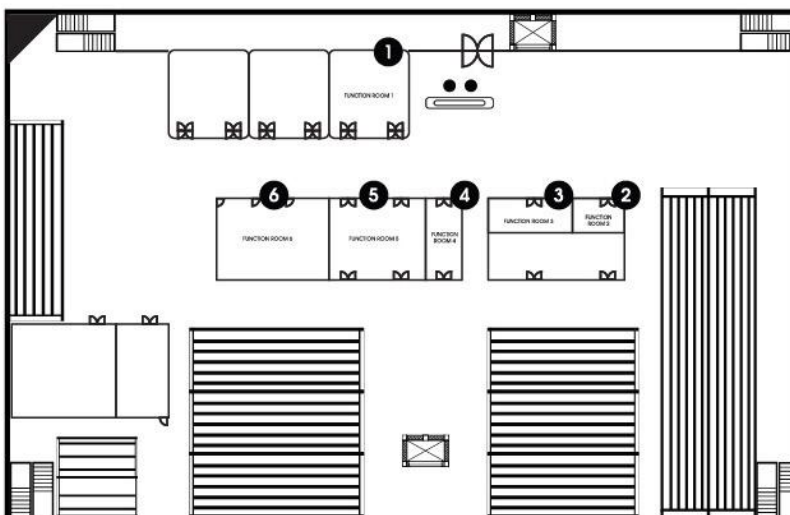 1
FUNCTION ROOM 1
6
5
4
3
2
FUNCTION ROOM 6
FUNCTION ROOM 5
FUNCTION
ROOM 4
FUNCTION ROOM 3
FUNCTION
ROOM 2